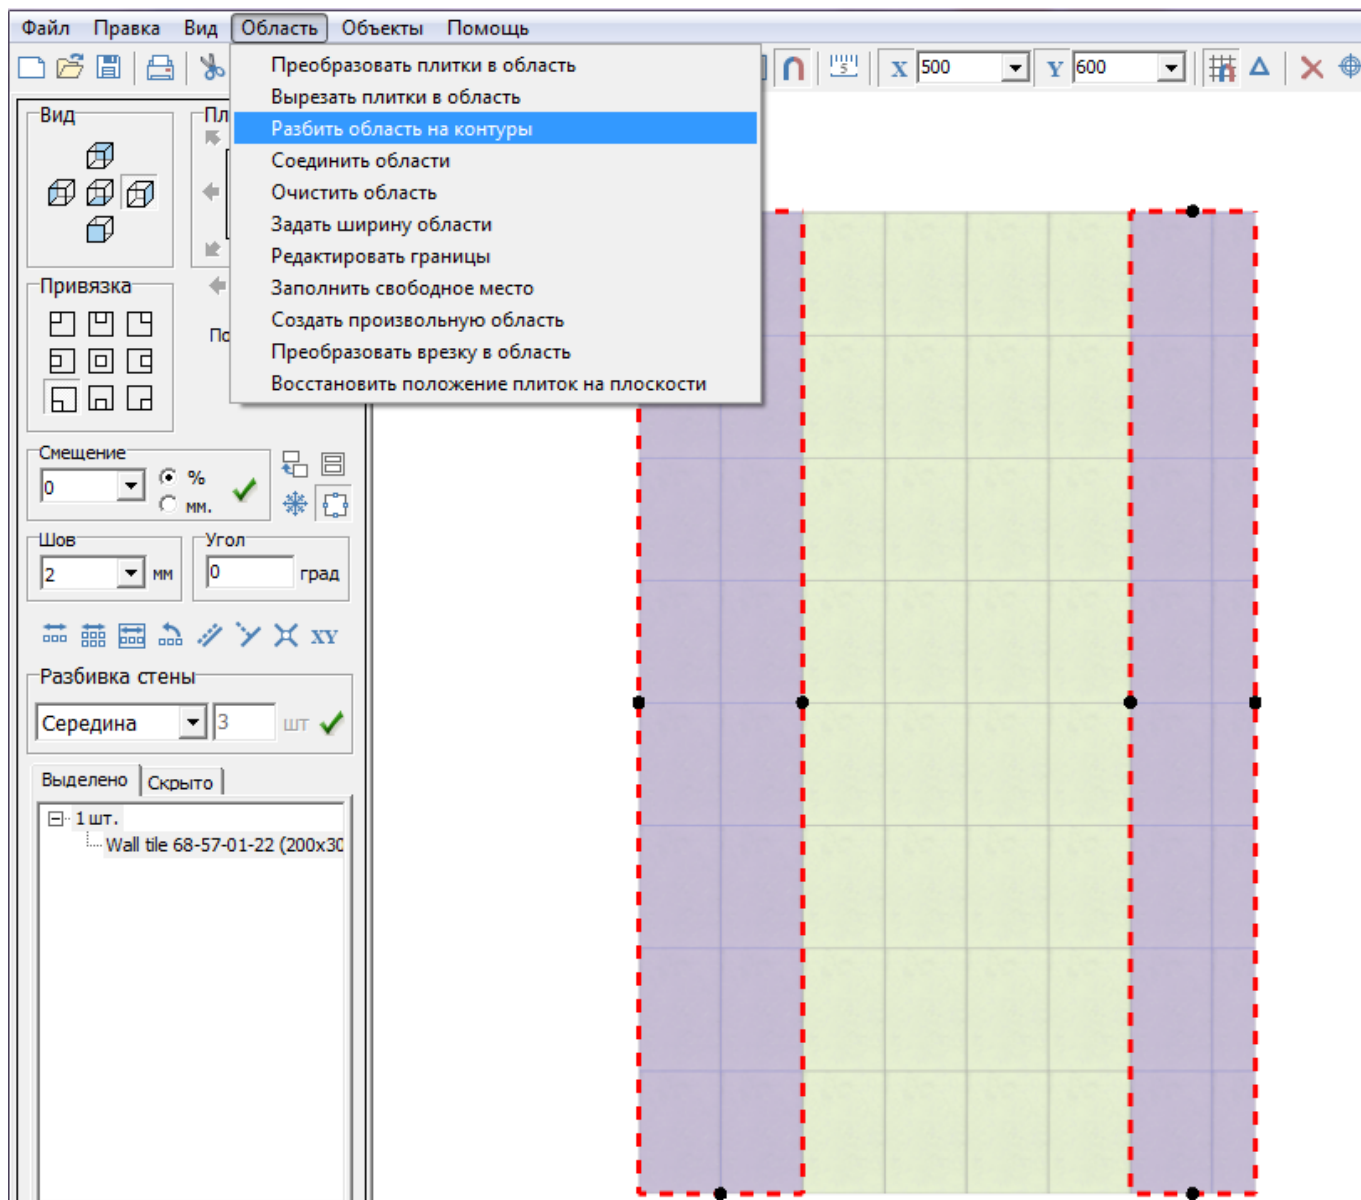 Файл Правка Вид Область Объекты Помощь
5 X 500 Y 600
Преобразовать плитки в область
Вырезать плитки в область
Разбить область на контуры
Соединить области
Очистить область
Задать ширину области
Редактировать границы
Заполнить свободное место
Создать произвольную область
Преобразовать врезку в область
Восстановить положение плиток на плоскости
Вид Пл
Привязка
По
Смещение
0 %
мм.
Шов Угол
2 мм 0 град
XY
Разбивка стены
Середина 3 шт
Выделено Скрыто
1 шт.
Wall tile 68-57-01-22 (200x30